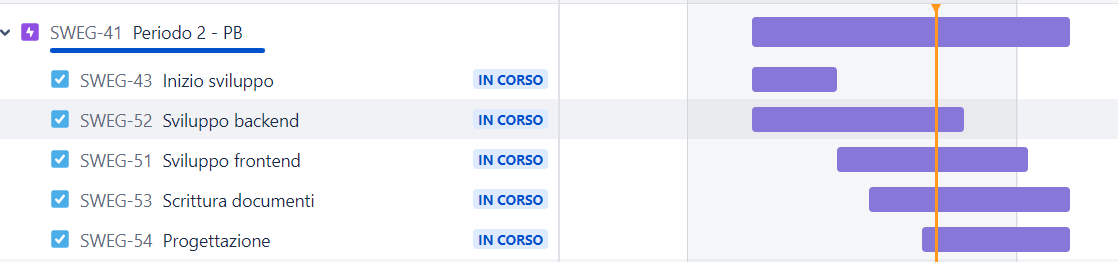 SWEG-41 Periodo 2 - PB
SWEG-43 Inizio sviluppo IN CORSO
SWEG-52 Sviluppo backend IN CORSO
SWEG-51 Sviluppo frontend IN CORSO
SWEG-53 Scrittura documenti IN CORSO
SWEG-54 Progettazione IN CORSO